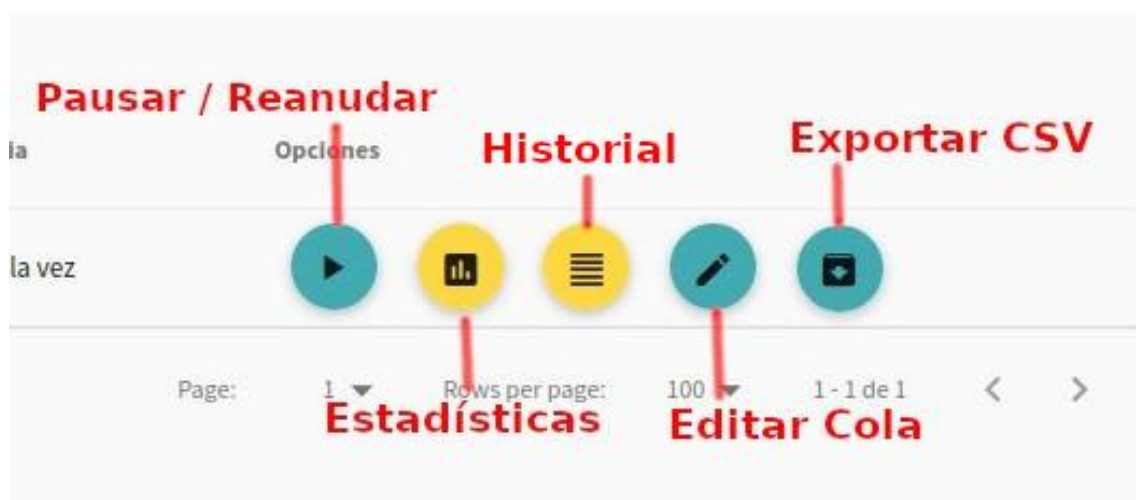 Pausar / Reanudar
Exportar CSV
Historial
ia Opciones
la vez
Page: 1 Rows per page: 100 1 - 1 de 1
Estadísticas
Editar Cola